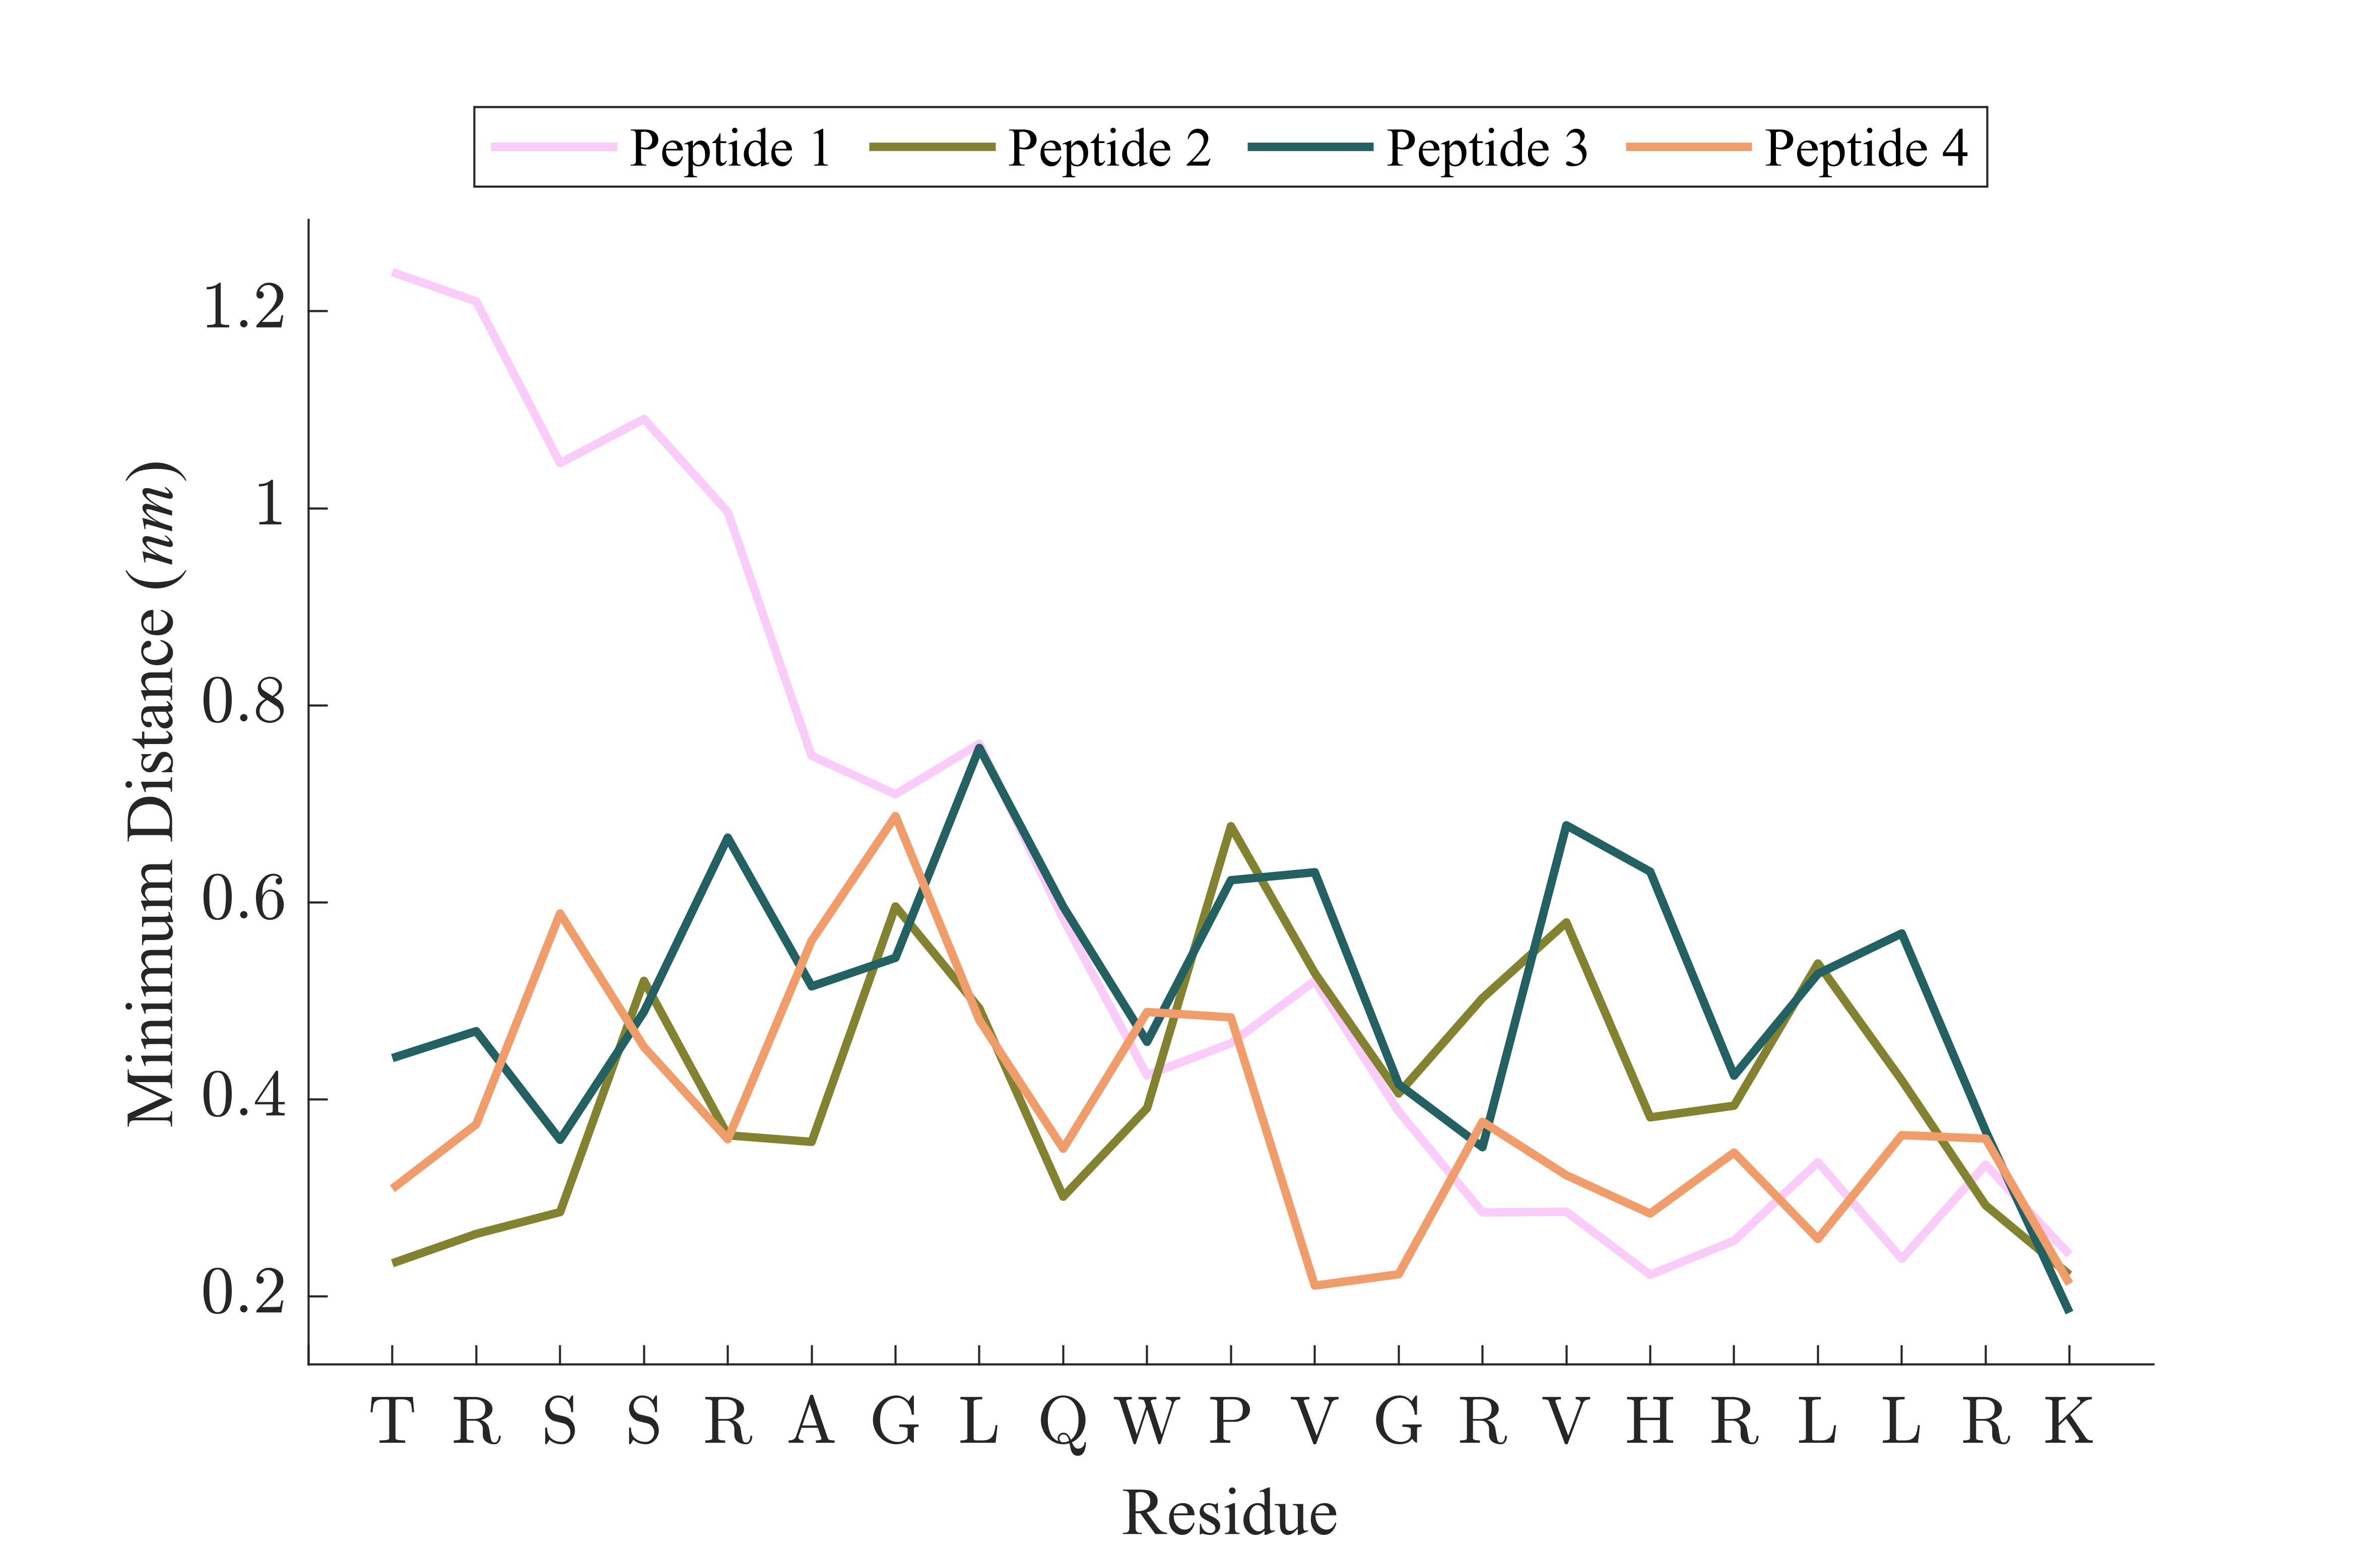 Peptide 1 Peptide 2 Peptide 3 Peptide 4
1.2
1
0.8
0.6
0.4
0.2
Minimum Distance (nm)
T R S S R A G L Q W P V G R V H R L L R K
Residue